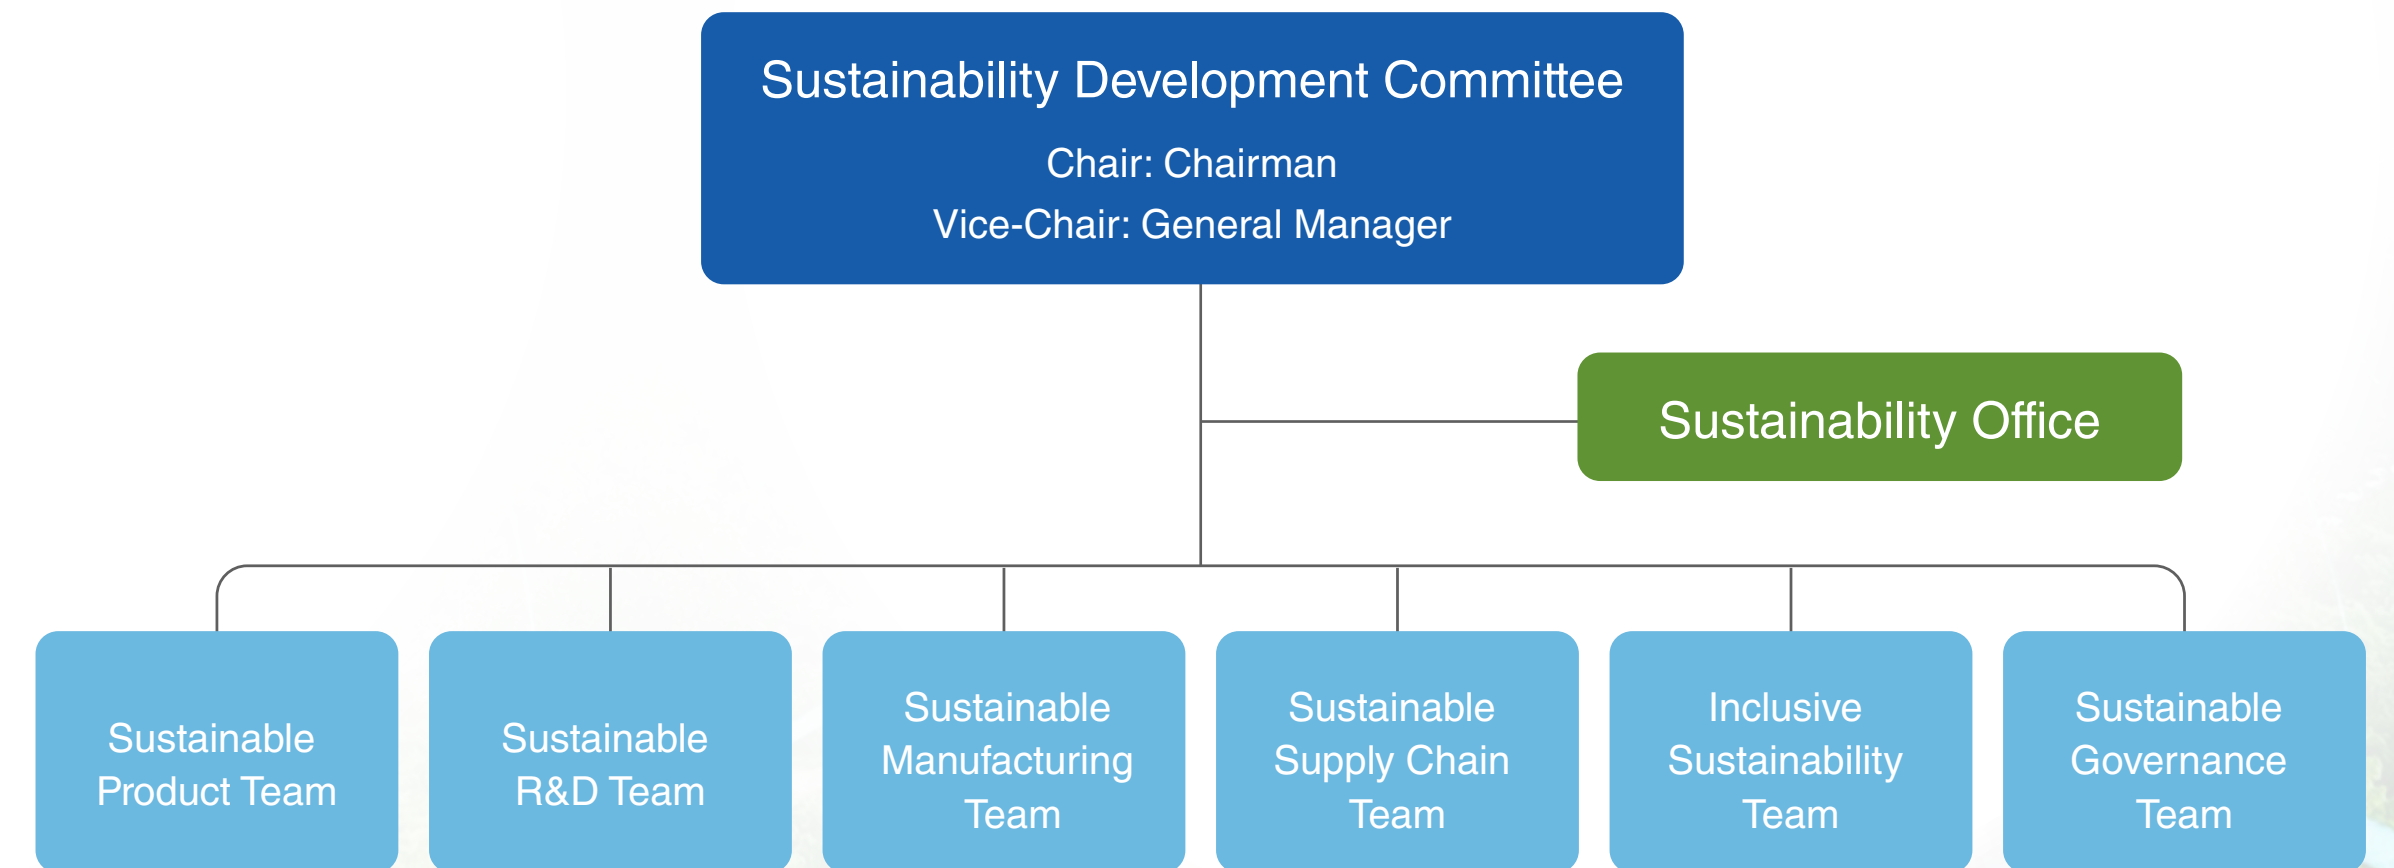 Sustainability Development Committee
Chair: Chairman
Vice-Chair: General Manager
Sustainability Office
Sustainable
Product Team
Sustainable
R&D Team
Sustainable
Manufacturing
Team
Sustainable
Supply Chain
Team
Inclusive
Sustainability
Team
Sustainable
Governance
Team